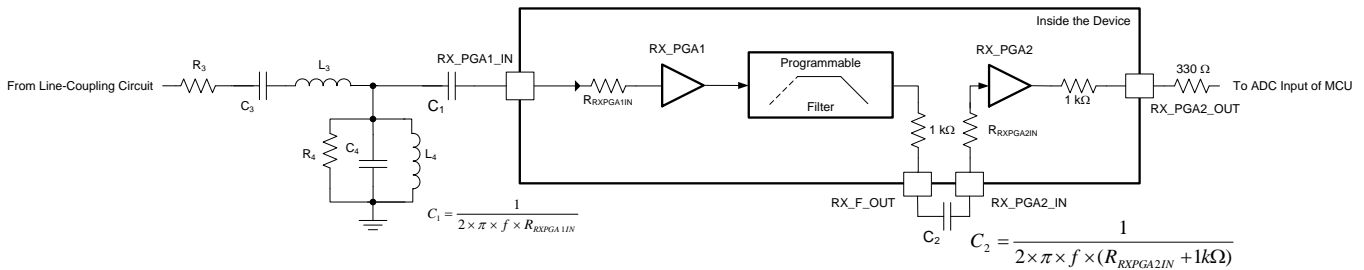 Inside the Device
RX_PGA1_IN
RX_PGA1
RX_PGA2
R3
L3
Programmable
330 Ω
From Line-Coupling Circuit
To ADC Input of MCU
C3
C1
RRXPGA1IN
Filter
1 kΩ
RX_PGA2_OUT
1 kΩ
RRXPGA2IN
R4
C4
L4
RX_F_OUT
RX_PGA2_IN
C1 = 1 / 2 × π × f × RRXPGA1IN
C2
C2 = 1 / 2 × π × f × (RRXPGA2IN + 1kΩ)